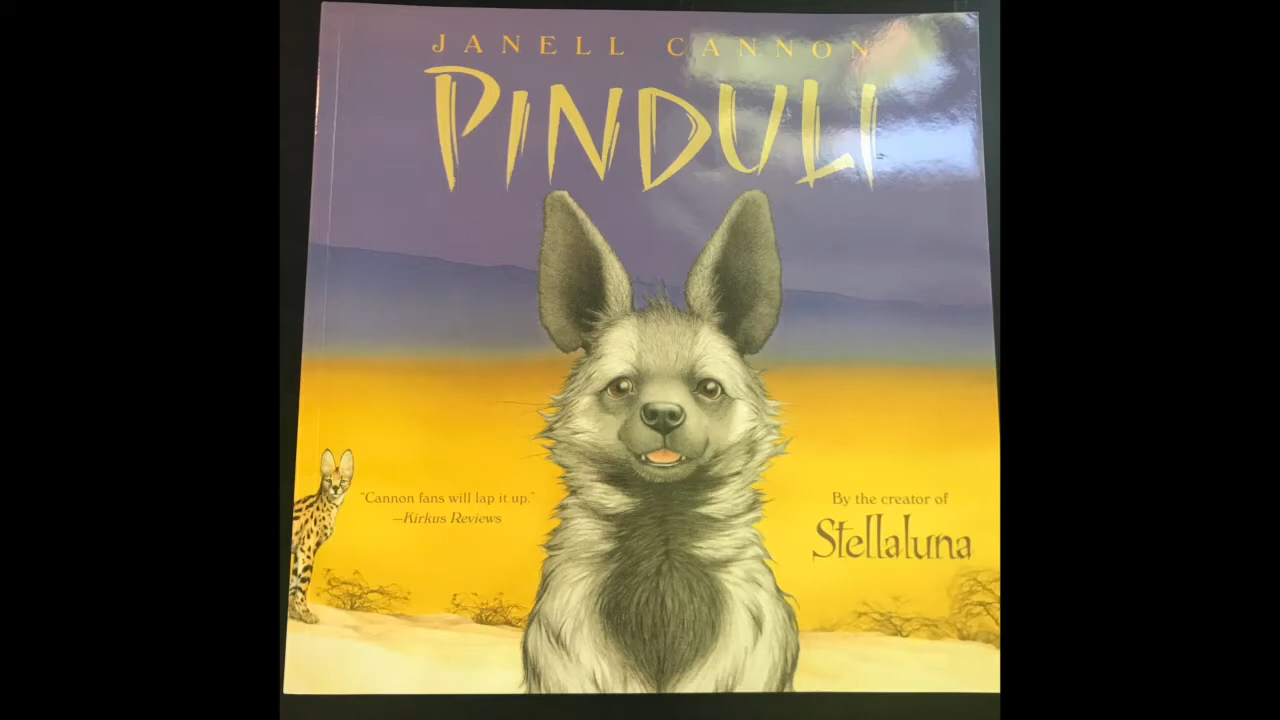 JANELL CANNON
PINDULI
"Cannon fans will lap it up."
—Kirkus Reviews
By the creator of
Stellaluna